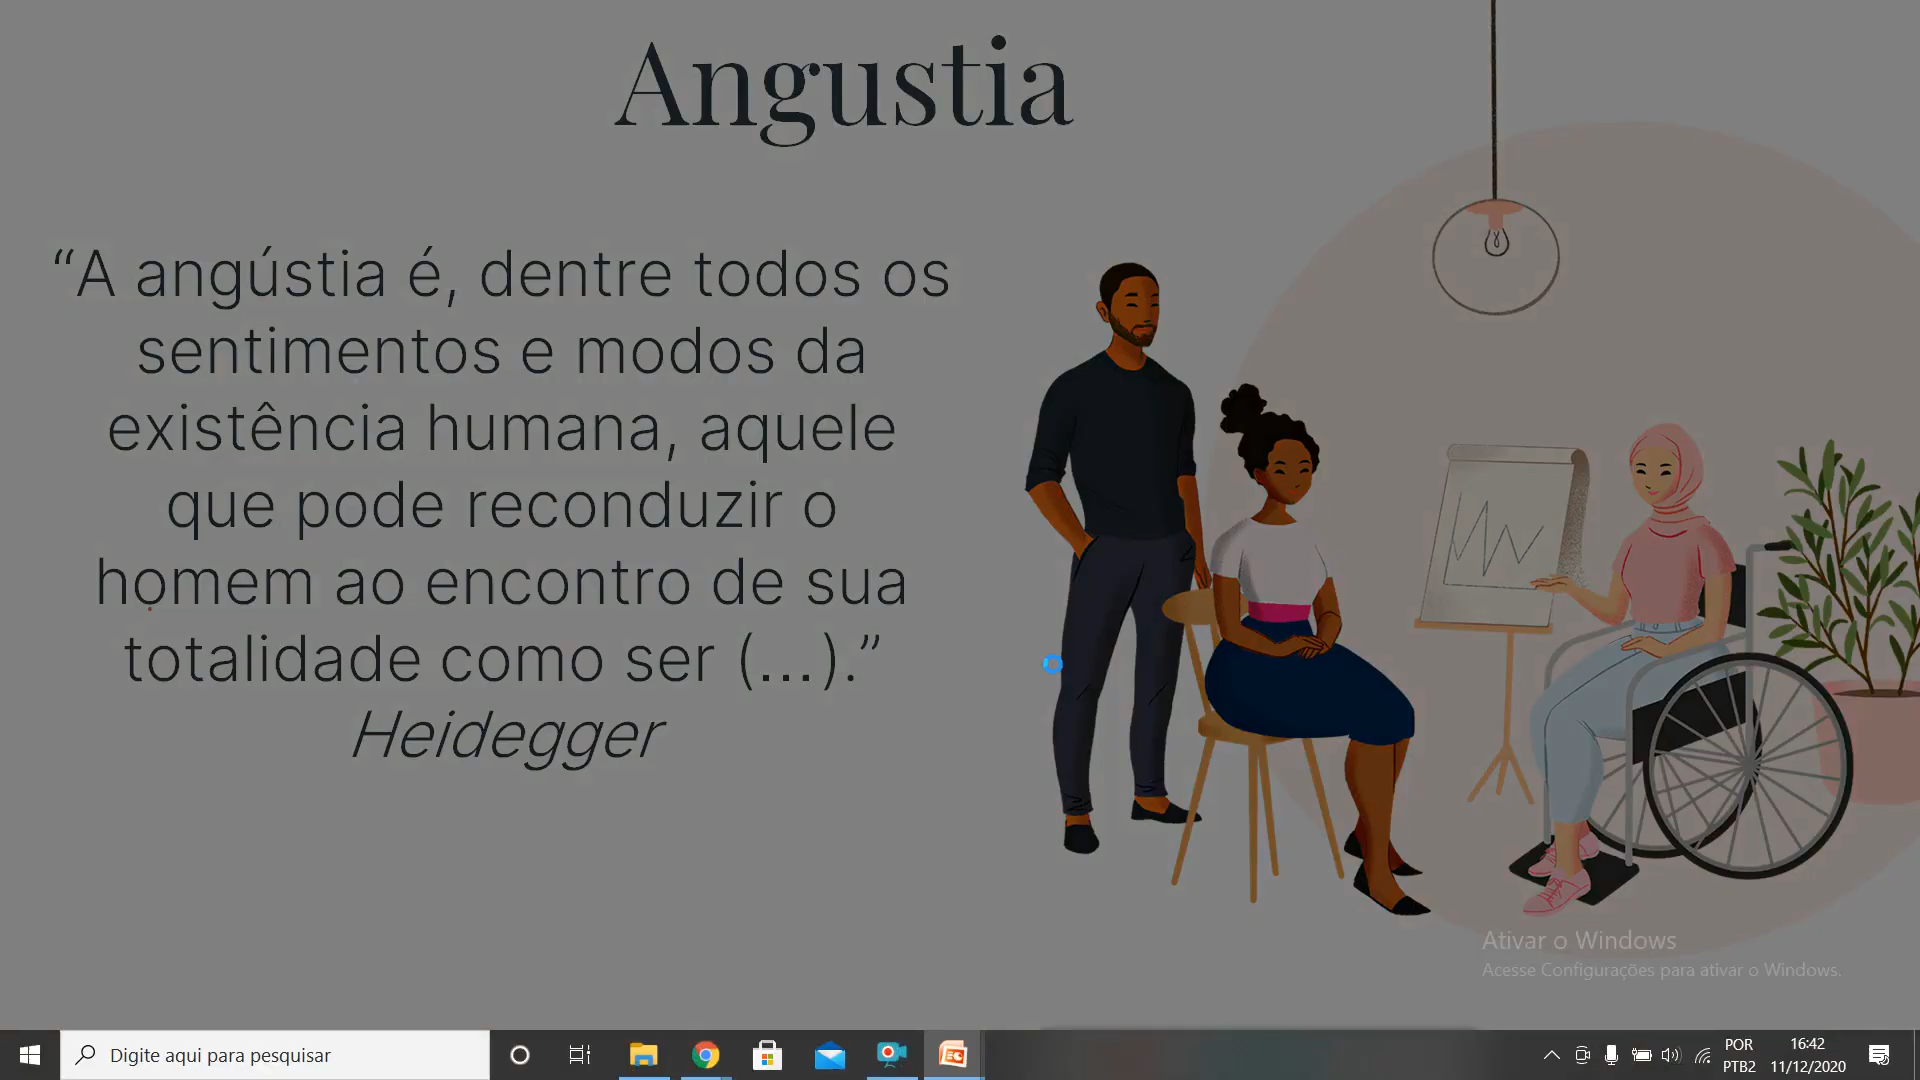 Angustia
“A angústia é, dentre todos os
sentimentos e modos da
existência humana, aquele
que pode reconduzir o
homem ao encontro de sua
totalidade como ser (...).”
Heidegger
Ativar o Windows
Acesse Configurações para ativar o Windows.
Digite aqui para pesquisar
POR
PTB2
16:42
11/12/2020